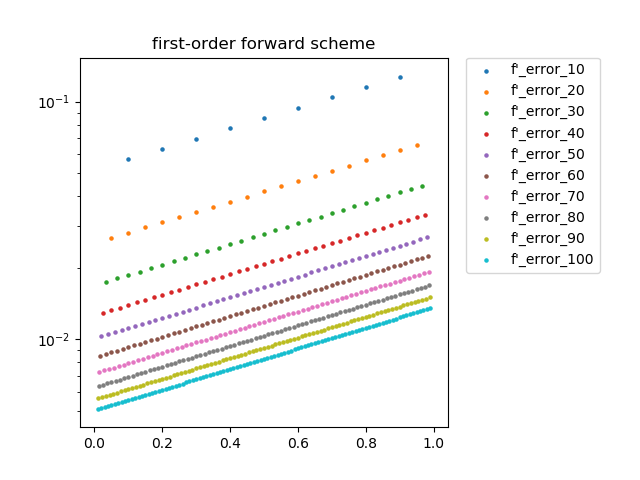 first-order forward scheme
10⁻¹
10⁻²
0.0 0.2 0.4 0.6 0.8 1.0
f'_error_10
f'_error_20
f'_error_30
f'_error_40
f'_error_50
f'_error_60
f'_error_70
f'_error_80
f'_error_90
f'_error_100